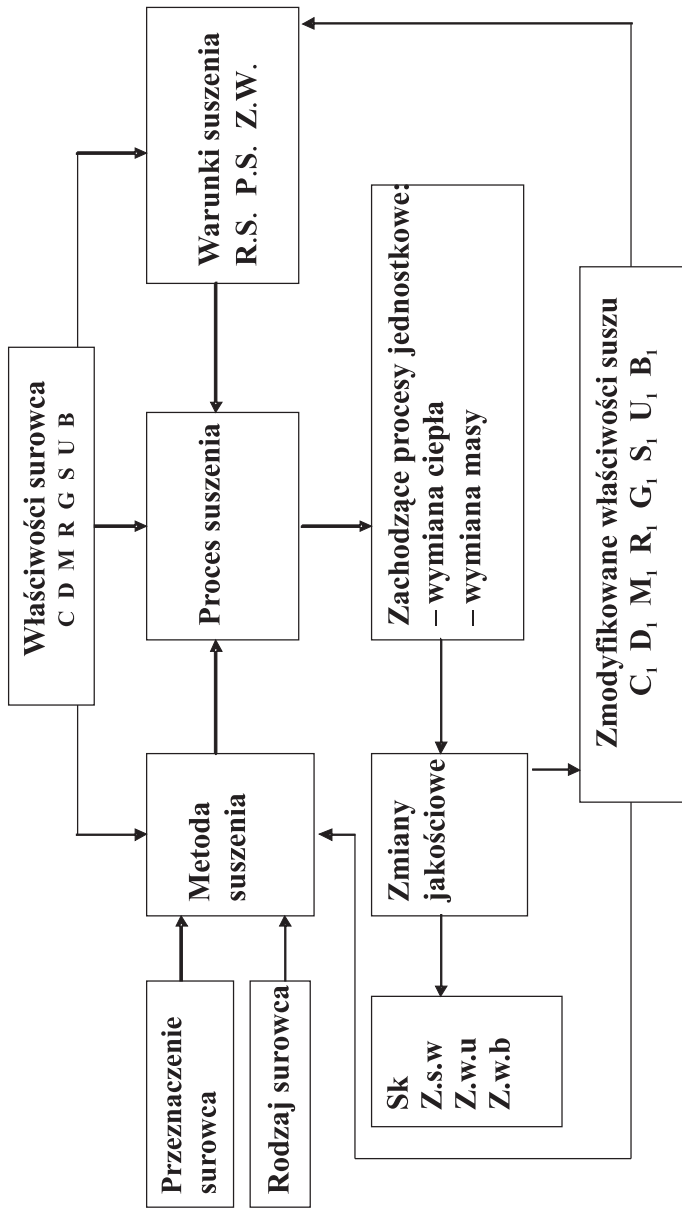 Właściwości surowca
C D M R G S U B
Przeznaczenie
surowca
Rodzaj surowca
Metoda
suszenia
Proces suszenia
Warunki suszenia
R.S. P.S. Z.W.
Sk
Z.s.w
Z.w.u
Z.w.b
Zmiany
jakościowe
Zachodzące procesy jednostkowe:
– wymiana ciepła
– wymiana masy
Zmodyfikowane właściwości suszu
C₁ D₁ M₁ R₁ G₁ S₁ U₁ B₁